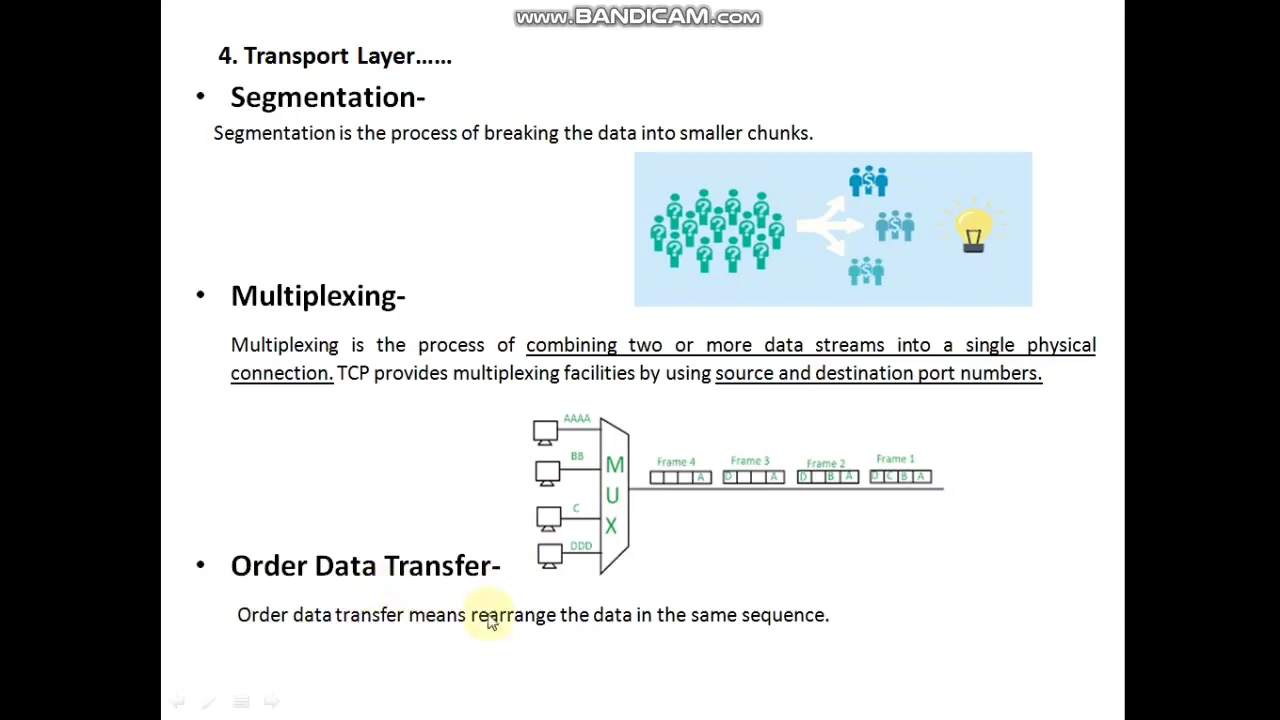 www.BANDICAM.com
4. Transport Layer......
• Segmentation-
Segmentation is the process of breaking the data into smaller chunks.
• Multiplexing-
Multiplexing is the process of combining two or more data streams into a single physical
connection. TCP provides multiplexing facilities by using source and destination port numbers.
AAAA
BB
C
DDD
M
U
X
Frame 4 Frame 3 Frame 2 Frame 1
A D A D B A D C B A
• Order Data Transfer-
Order data transfer means rearrange the data in the same sequence.